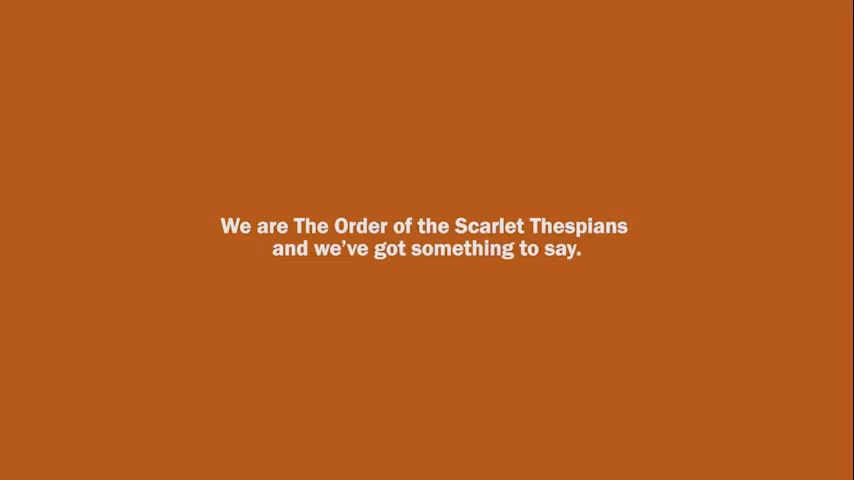 We are The Order of the Scarlet Thespians
and we’ve got something to say.